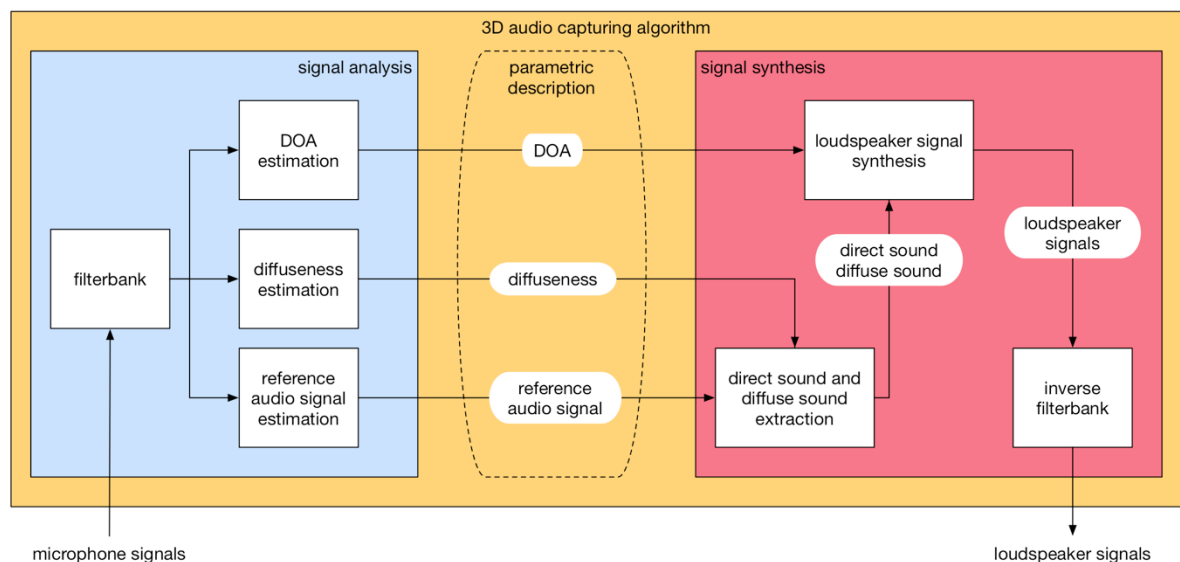 3D audio capturing algorithm
signal analysis
parametric
description
signal synthesis
DOA
estimation
DOA
loudspeaker signal
synthesis
filterbank
diffuseness
estimation
diffuseness
direct sound
diffuse sound
loudspeaker
signals
reference
audio signal
estimation
reference
audio signal
direct sound and
diffuse sound
extraction
inverse
filterbank
microphone signals
loudspeaker signals